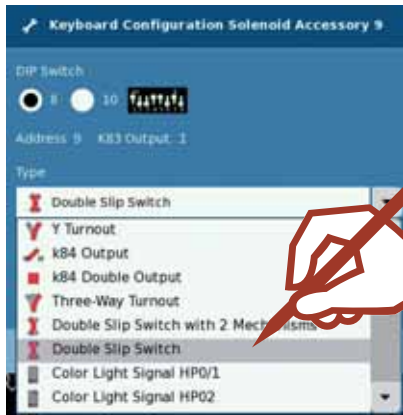 Keyboard Configuration Solenoid Accessory 9
DIP Switch
8 10
Address 9 K83 Output 1
Type
Double Slip Switch
Y Turnout
k84 Output
k84 Double Output
Three-Way Turnout
Double Slip Switch with 2 Mechanisms
Double Slip Switch
Color Light Signal HP0/1
Color Light Signal HP02